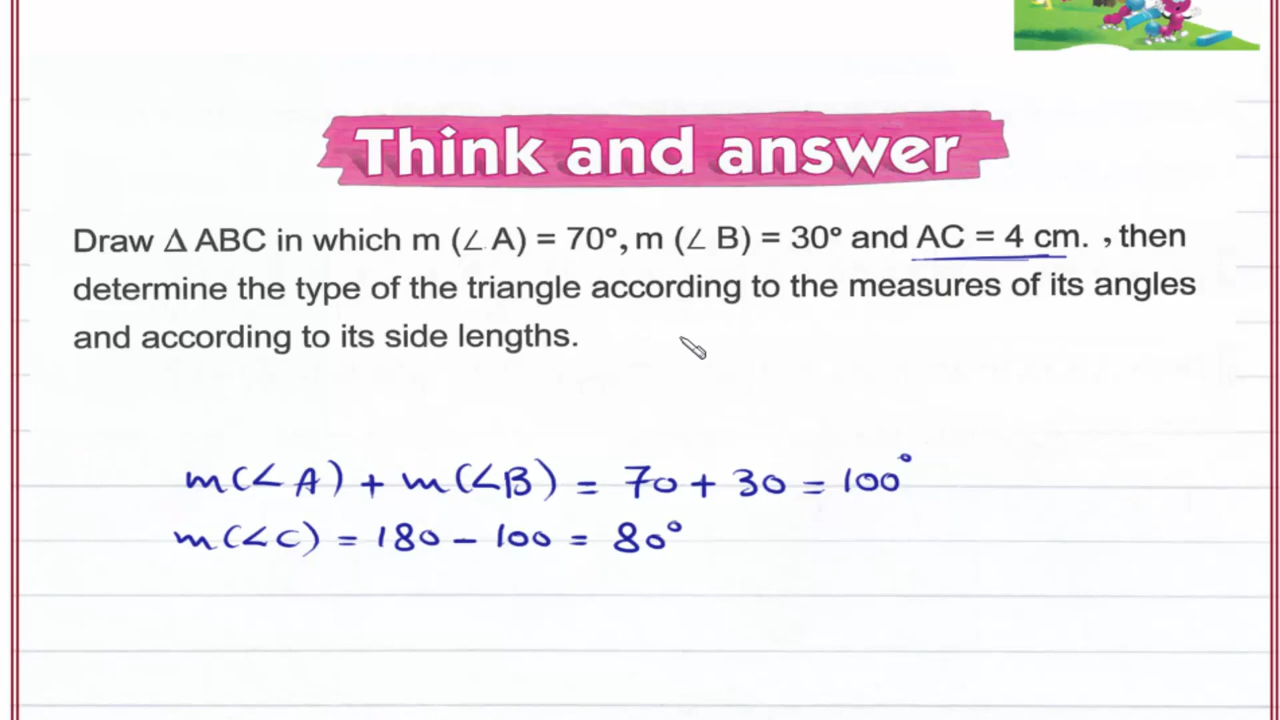 Think and answer
Draw Δ ABC in which m (∠ A) = 70°, m (∠ B) = 30° and AC = 4 cm. , then
determine the type of the triangle according to the measures of its angles
and according to its side lengths.
m(∠A) + m(∠B) = 70 + 30 = 100°
m(∠C) = 180 - 100 = 80°